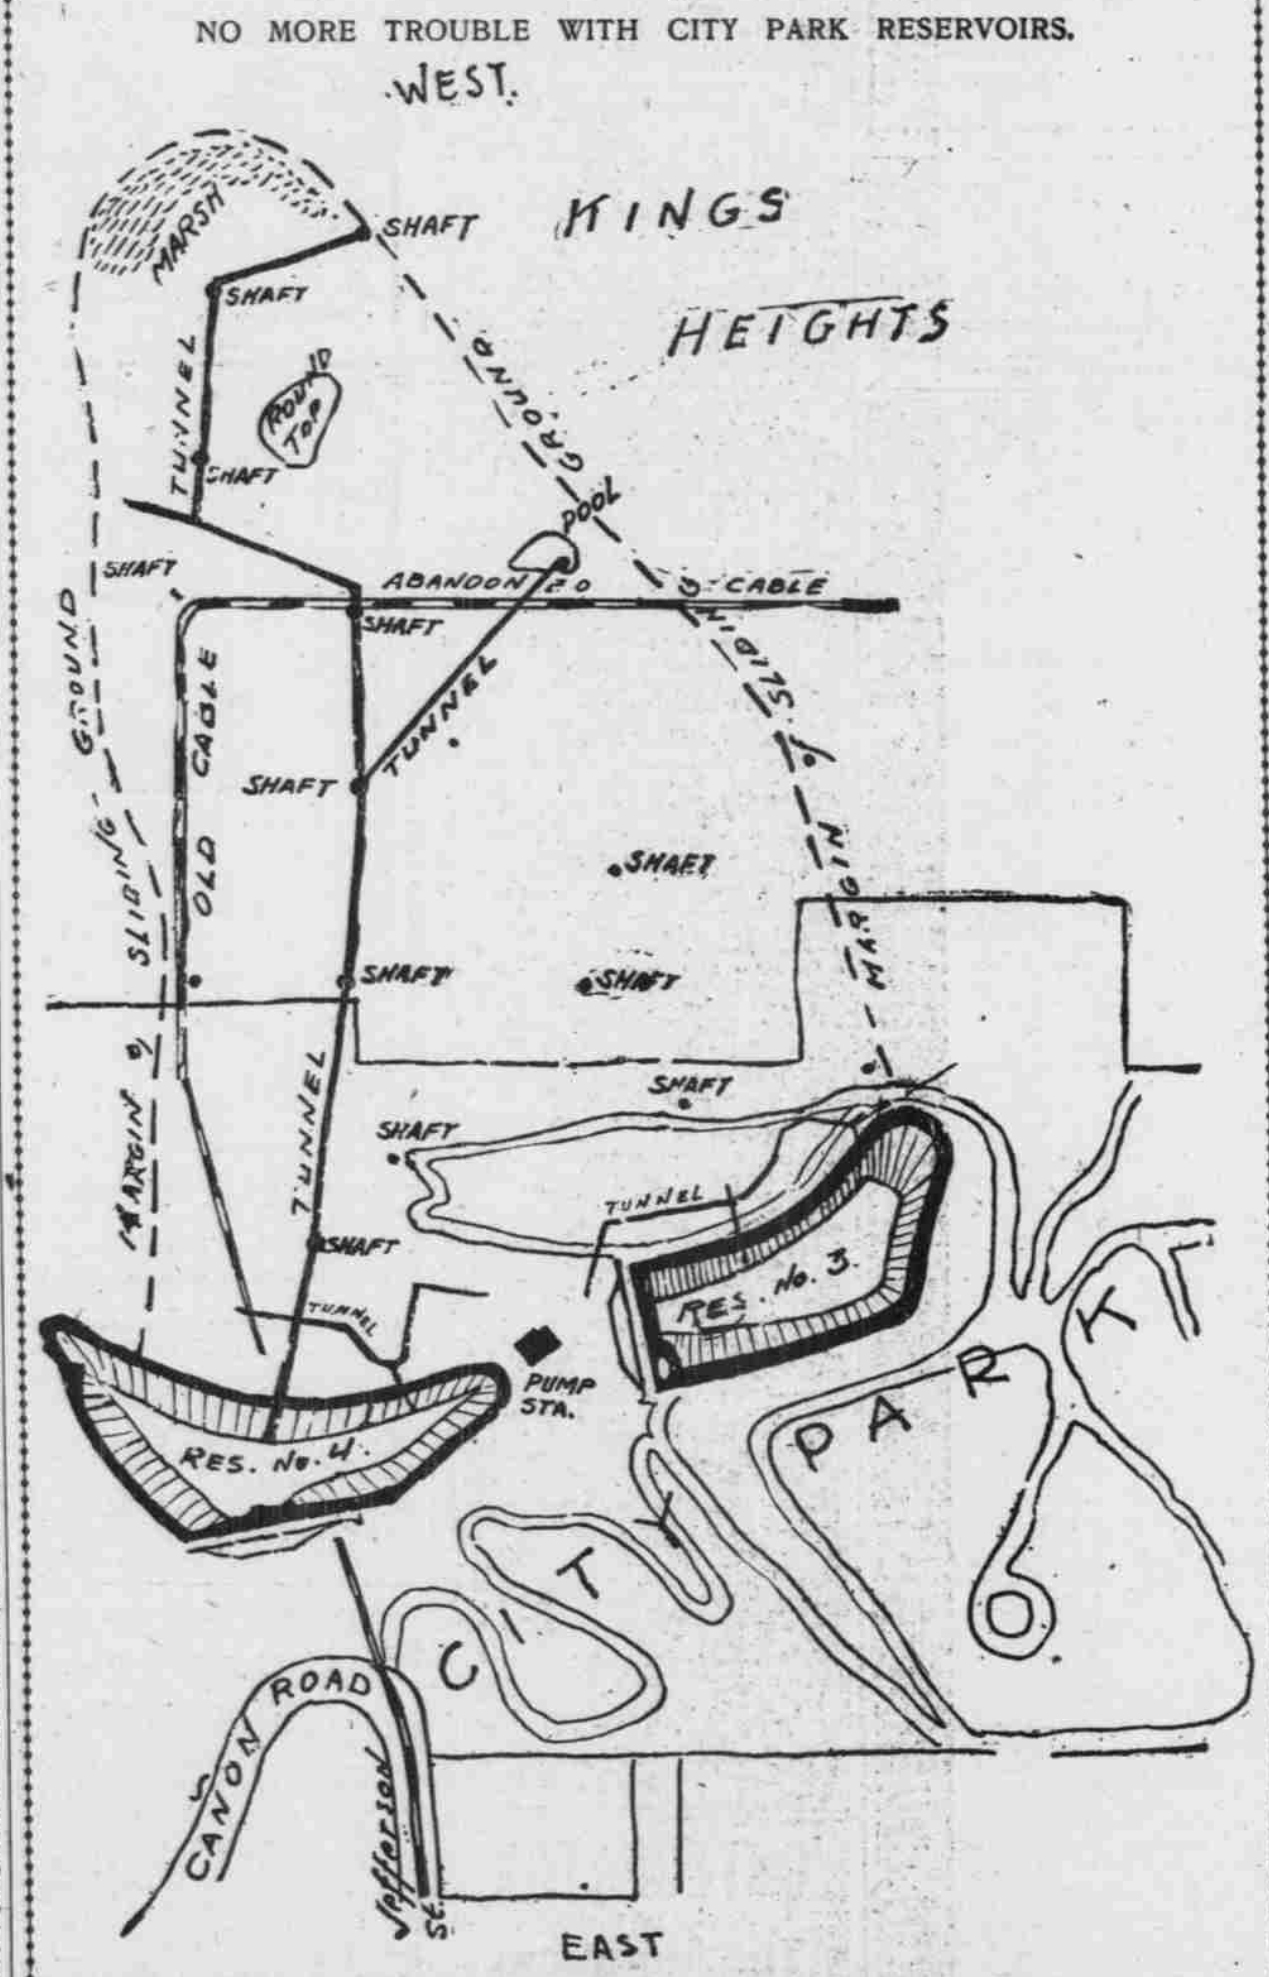 NO MORE TROUBLE WITH CITY PARK RESERVOIRS.
WEST.
KINGS
HEIGHTS
MARSH
SHAFT
SHAFT
TUNNEL
ROUND
TOP
SHAFT
POOL
SHAFT
ABANDONED CABLE
SHAFT
OLD CABLE
TUNNEL
SHAFT
MARGIN of SLIDING GROUND
MARGIN of SLIDING GROUND
SHAFT
SHAFT
SHAFT
TUNNEL
SHAFT
SHAFT
SHAFT
TUNNEL
TUNNEL
RES. No. 3.
PUMP
STA.
RES. No. 4.
CITY PARK
CANON ROAD
Jefferson
St.
EAST